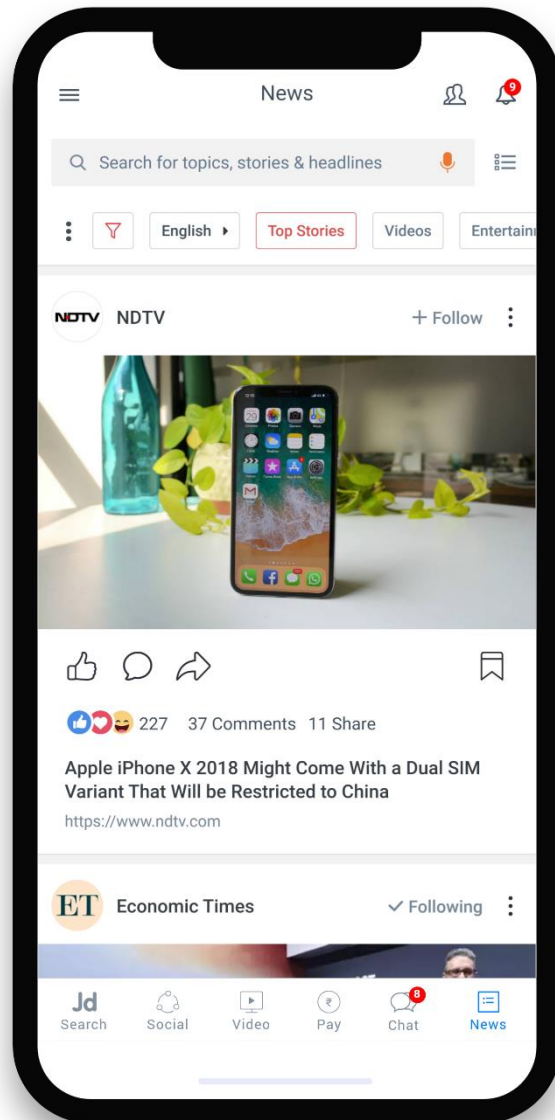 News
9
Search for topics, stories & headlines
English
Top Stories
Videos
Entertain
NDTV
NDTV
+ Follow
227
37 Comments
11 Share
Apple iPhone X 2018 Might Come With a Dual SIM
Variant That Will be Restricted to China
https://www.ndtv.com
ET
Economic Times
Following
Jd
Search
Social
Video
Pay
8
Chat
News